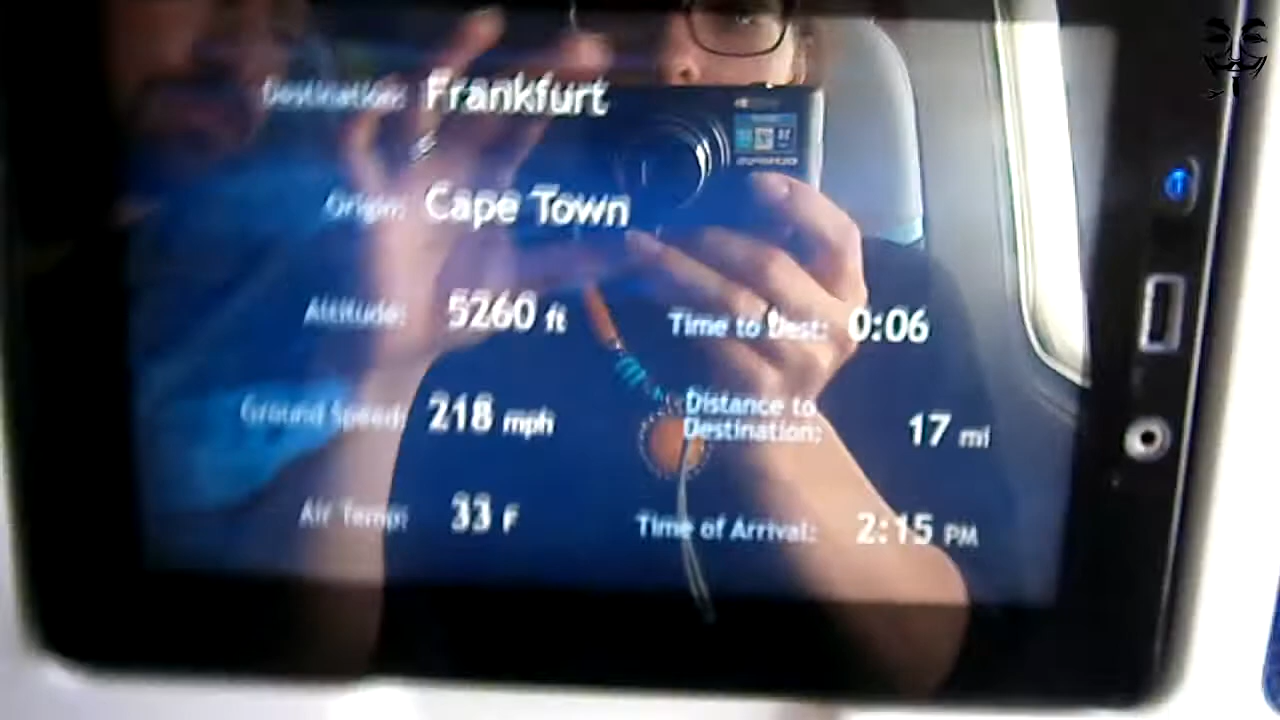 Destination: Frankfurt
Origin: Cape Town
Altitude: 5260 ft
Time to Dest: 0:06
Ground Speed: 218 mph
Distance to
Destination: 17 mi
Air Temp: 33 F
Time of Arrival: 2:15 PM